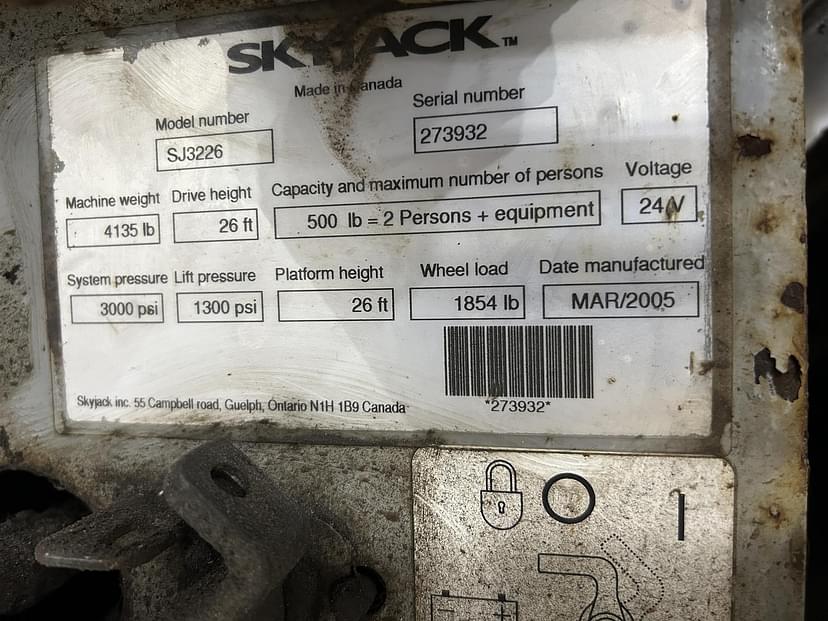 SKYJACK™
Made in Canada
Model number
SJ3226
Serial number
273932
Machine weight
4135 lb
Drive height
26 ft
Capacity and maximum number of persons
500 lb = 2 Persons + equipment
Voltage
24 V
System pressure
3000 psi
Lift pressure
1300 psi
Platform height
26 ft
Wheel load
1854 lb
Date manufactured
MAR/2005
*273932*
Skyjack inc. 55 Campbell road, Guelph, Ontario N1H 1B9 Canada